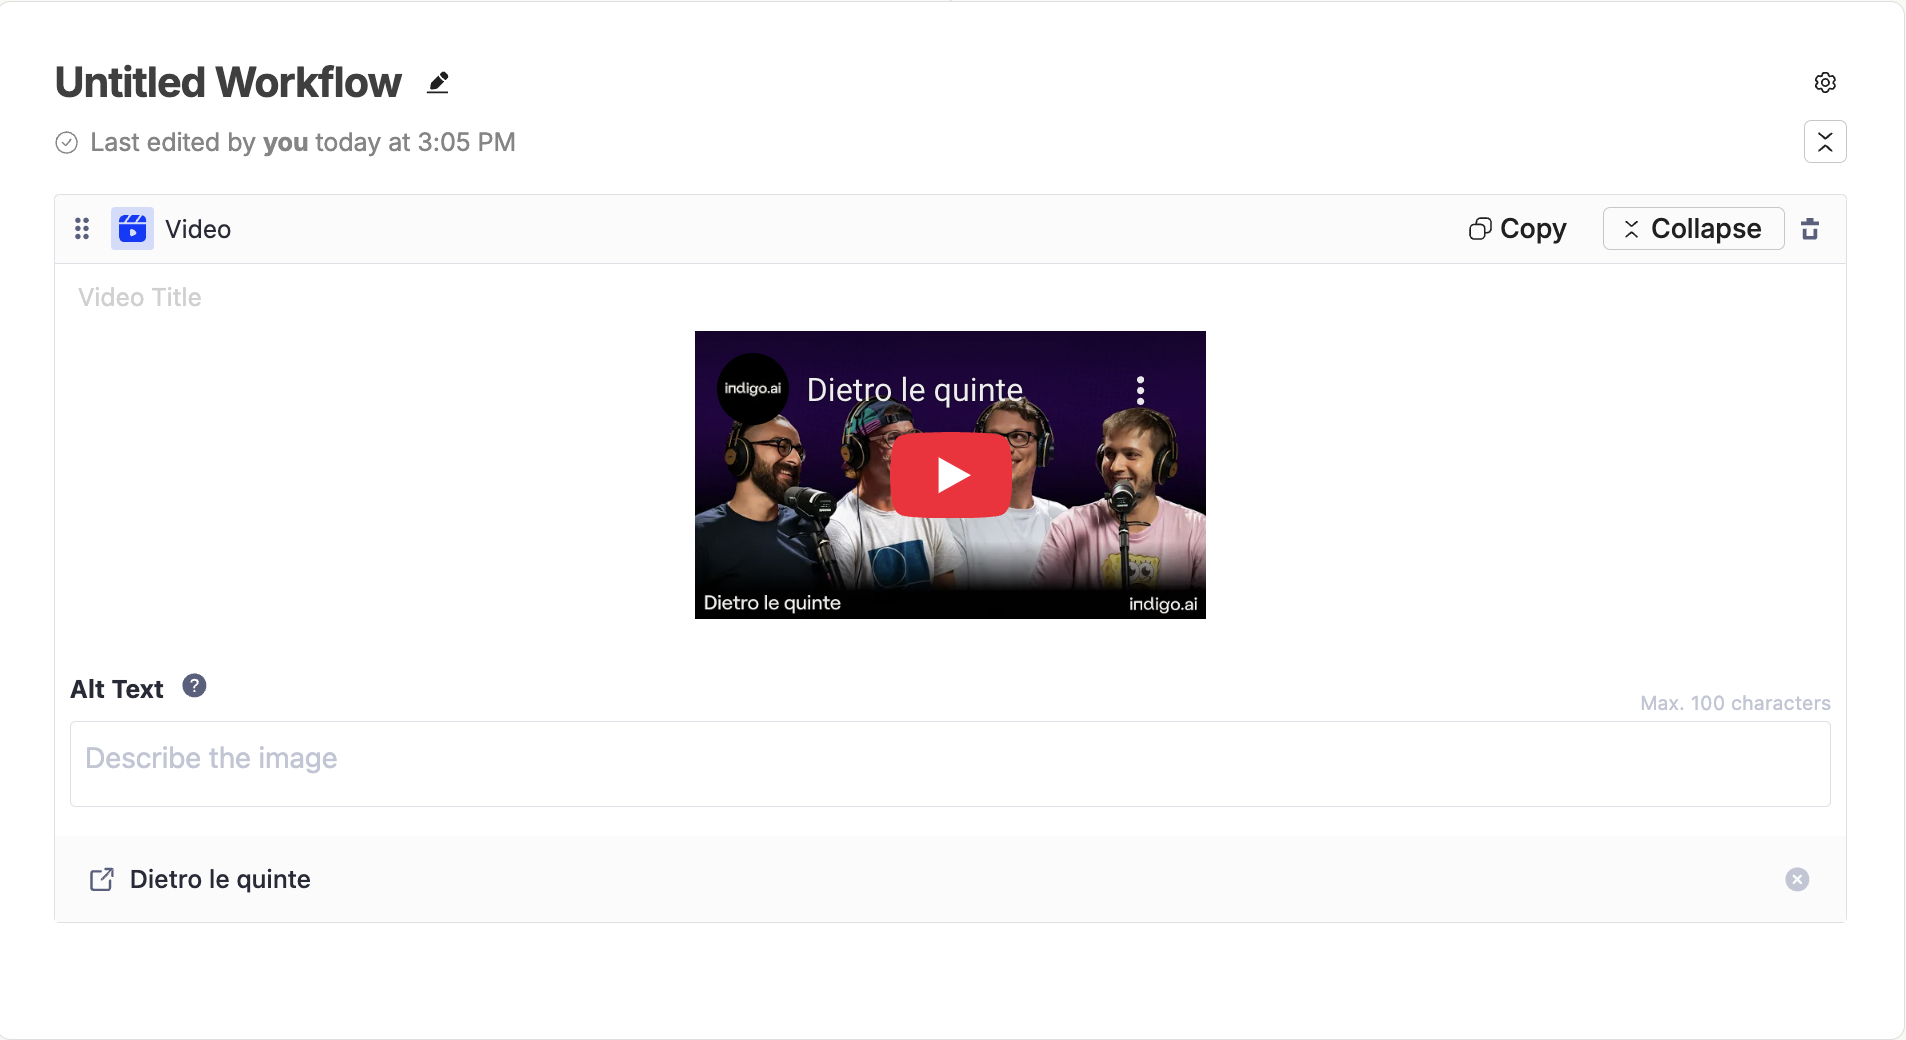 Untitled Workflow
Last edited by you today at 3:05 PM
Video
Copy
Collapse
Video Title
indigo.ai
Dietro le quinte
Dietro le quinte
indigo.ai
Alt Text ?
Max. 100 characters
Describe the image
Dietro le quinte